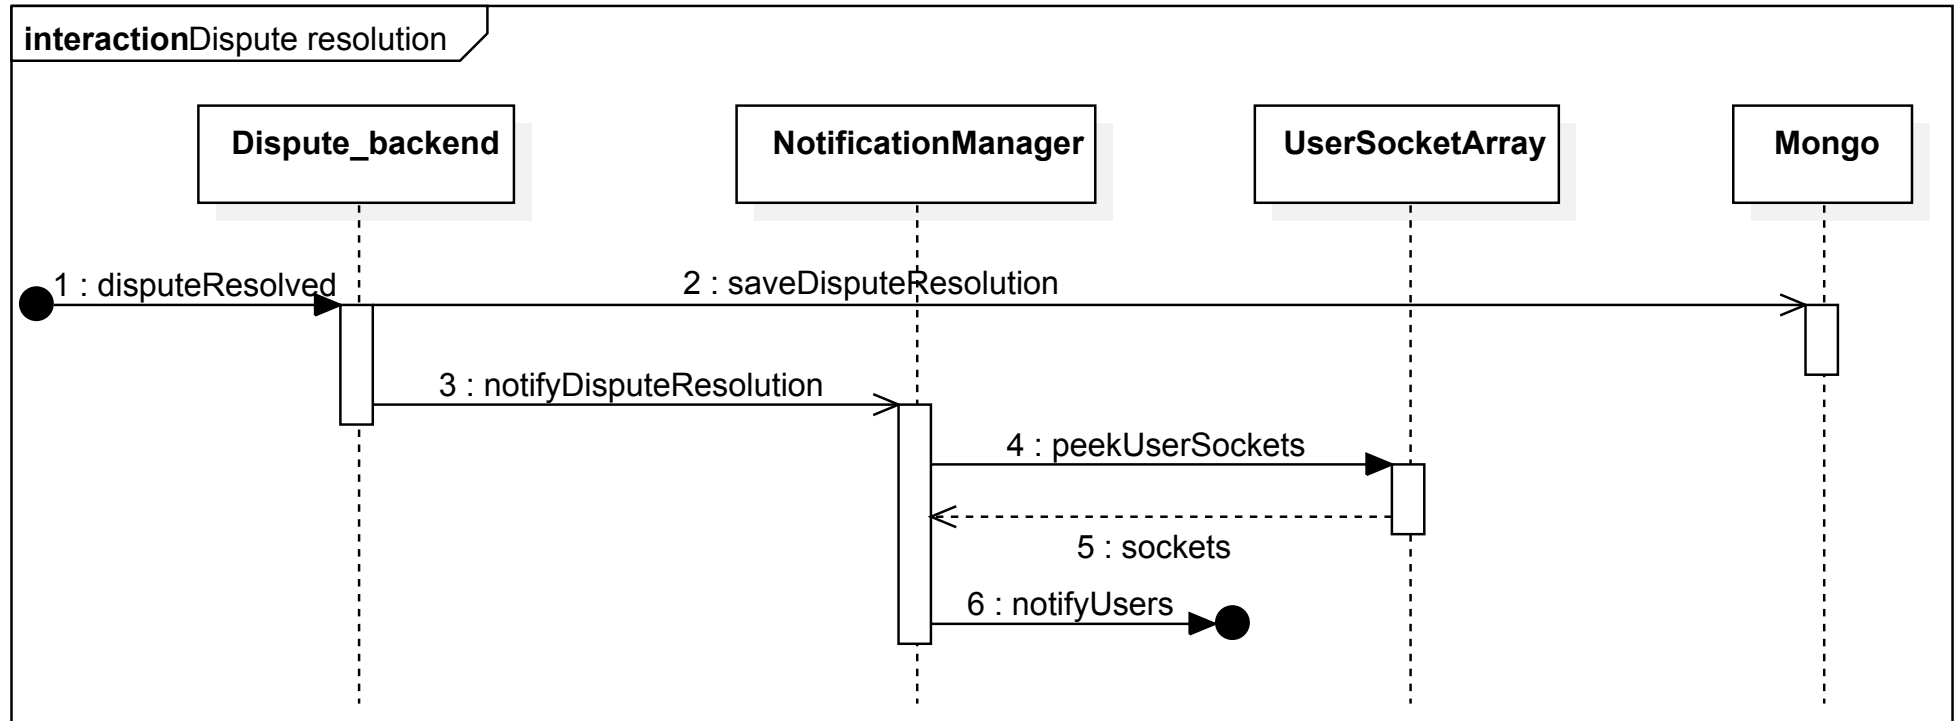 interactionDispute resolution
Dispute_backend
NotificationManager
UserSocketArray
Mongo
1 : disputeResolved
2 : saveDisputeResolution
3 : notifyDisputeResolution
4 : peekUserSockets
5 : sockets
6 : notifyUsers